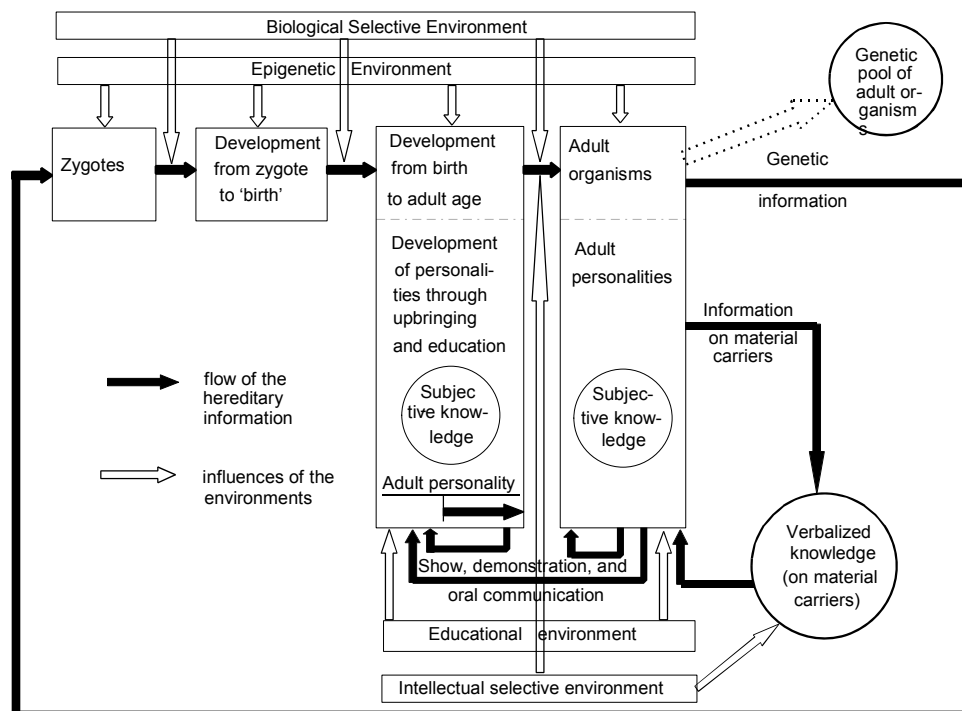 Biological Selective Environment
Epigenetic Environment
Genetic
pool of
adult or-
ganism
s
Zygotes
Development
from zygote
to ‘birth’
Development
from birth
to adult age
Adult
organisms
Genetic
information
Development
of personali-
ties through
upbringing
and education
Adult
personalities
Information
on material
carriers
flow of the
hereditary
information
Subjec-
tive know-
ledge
Subjec-
tive know-
ledge
influences of the
environments
Adult personality
Verbalized
knowledge
(on material
carriers)
Show, demonstration, and
oral communication
Educational environment
Intellectual selective environment